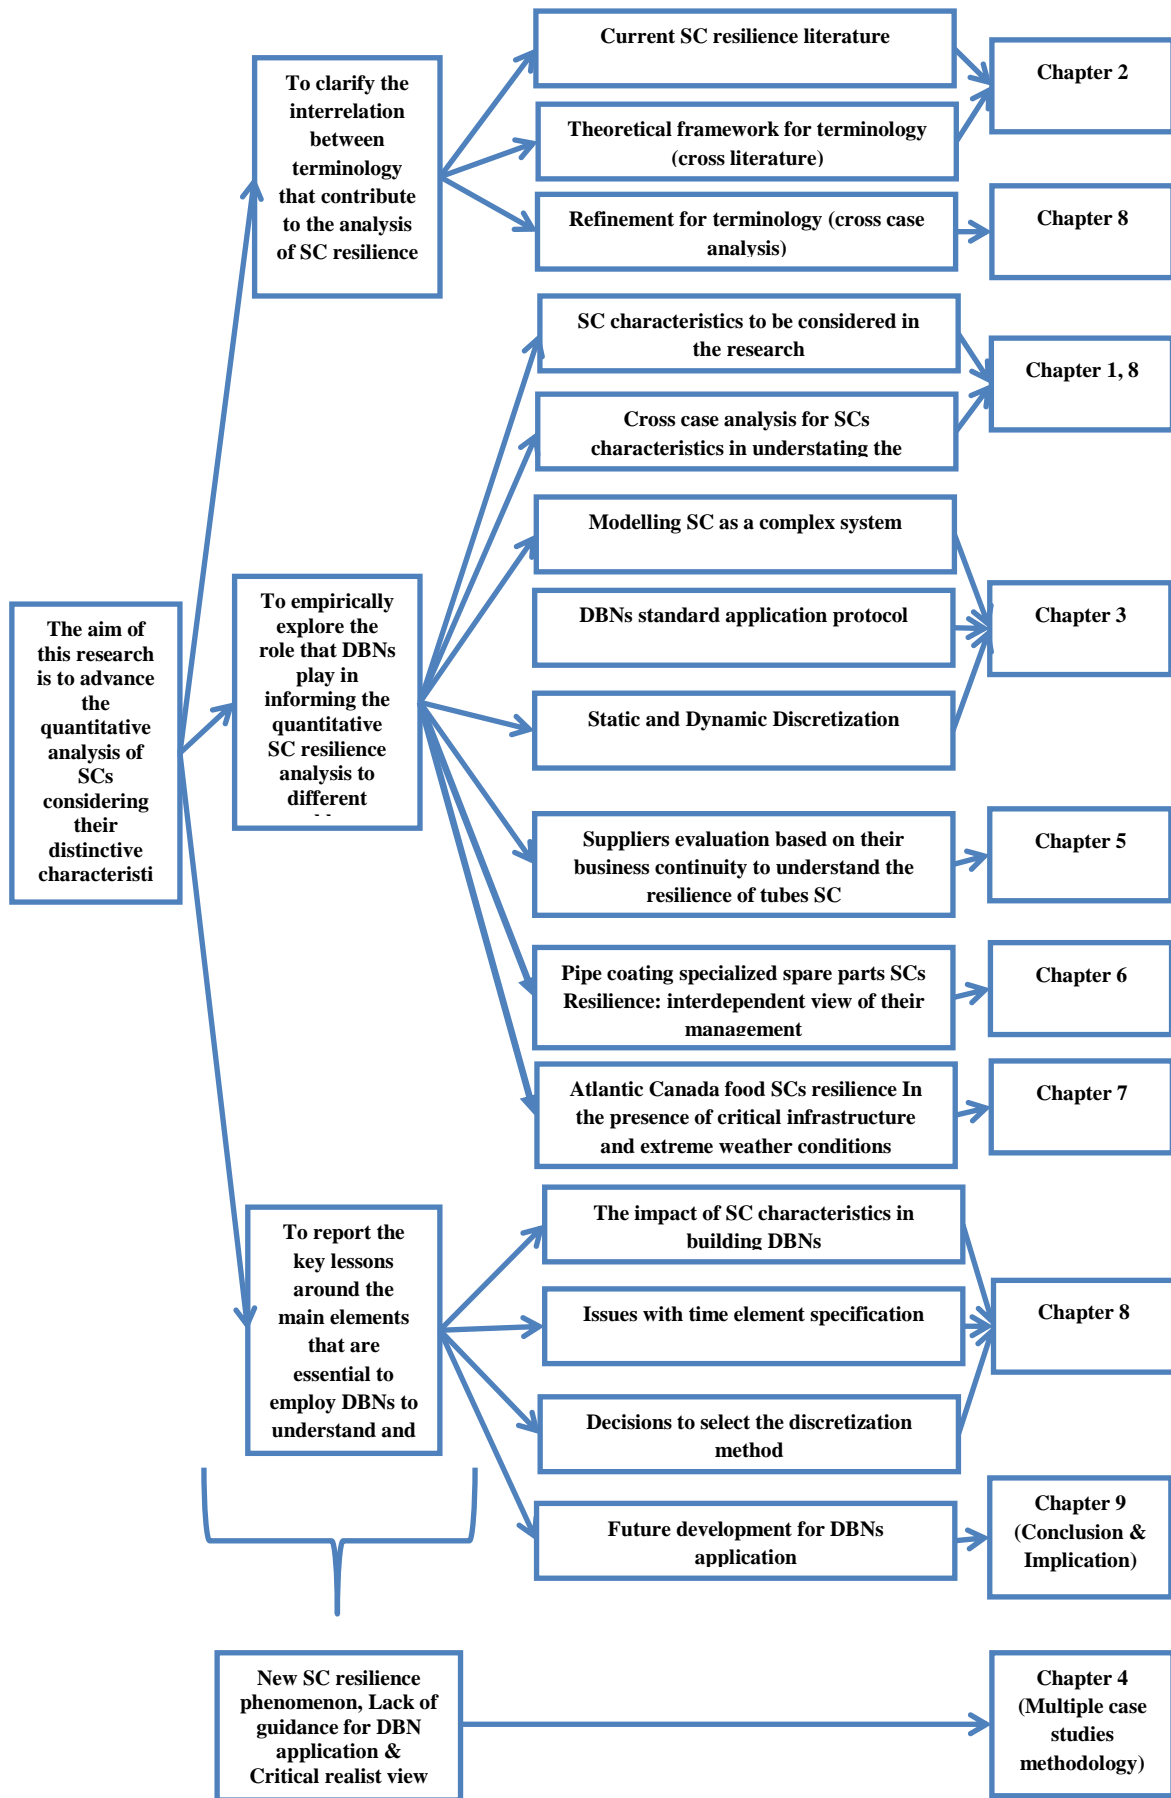 Current SC resilience literature
Theoretical framework for terminology
(cross literature)
Refinement for terminology (cross case
analysis)
Chapter 2
Chapter 8
To clarify the
interrelation
between
terminology
that contribute
to the analysis
of SC resilience
SC characteristics to be considered in
the research
Cross case analysis for SCs
characteristics in understating the
Chapter 1, 8
Modelling SC as a complex system
DBNs standard application protocol
Static and Dynamic Discretization
Chapter 3
The aim of
this research
is to advance
the
quantitative
analysis of
SCs
considering
their
distinctive
characteristi
To empirically
explore the
role that DBNs
play in
informing the
quantitative
SC resilience
analysis to
different
Suppliers evaluation based on their
business continuity to understand the
resilience of tubes SC
Chapter 5
Pipe coating specialized spare parts SCs
Resilience: interdependent view of their
management
Chapter 6
Atlantic Canada food SCs resilience In
the presence of critical infrastructure
and extreme weather conditions
Chapter 7
To report the
key lessons
around the
main elements
that are
essential to
employ DBNs to
understand and
The impact of SC characteristics in
building DBNs
Issues with time element specification
Decisions to select the discretization
method
Chapter 8
Future development for DBNs
application
Chapter 9
(Conclusion &
Implication)
New SC resilience
phenomenon, Lack of
guidance for DBN
application &
Critical realist view
Chapter 4
(Multiple case
studies
methodology)